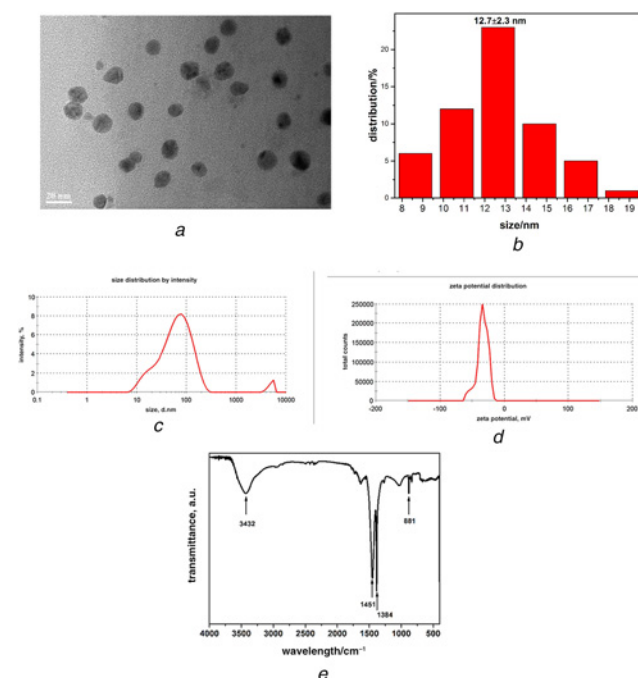 20 nm
a
12.7±2.3 nm
distribution/%
20
15
10
5
0
8 9 10 11 12 13 14 15 16 17 18 19
size/nm
b
size distribution by intensity
intensity, %
10
8
6
4
2
0
0.1 1 10 100 1000 10000
size, d.nm
c
zeta potential distribution
total counts
250000
200000
150000
100000
50000
0
-200 -100 0 100 200
zeta potential, mV
d
transmittance, a.u.
3432
1451
1384
881
4000 3500 3000 2500 2000 1500 1000 500
wavelength/cm⁻¹
e